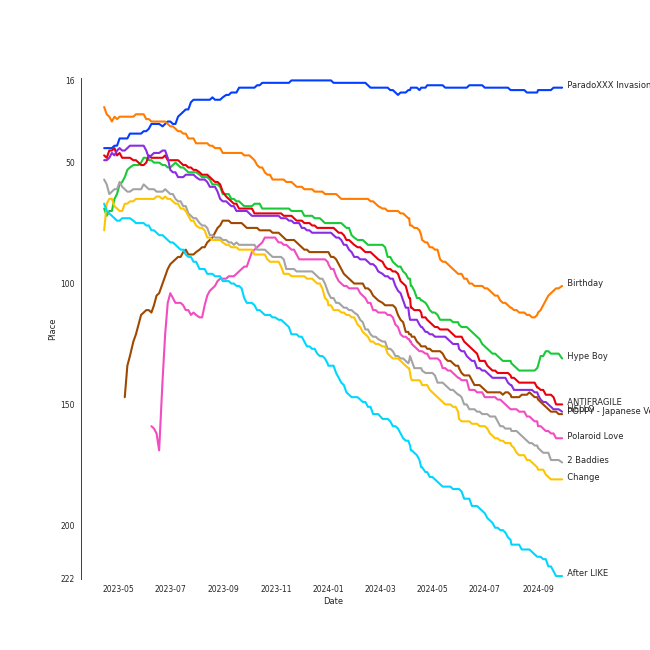 16
50
100
150
200
222
Place
2023-05
2023-07
2023-09
2023-11
2024-01
2024-03
2024-05
2024-07
2024-09
Date
ParadoXXX Invasion
Birthday
Hype Boy
ANTIFRAGILE
- Japanese Ve
Polaroid Love
2 Baddies
Change
After LIKE